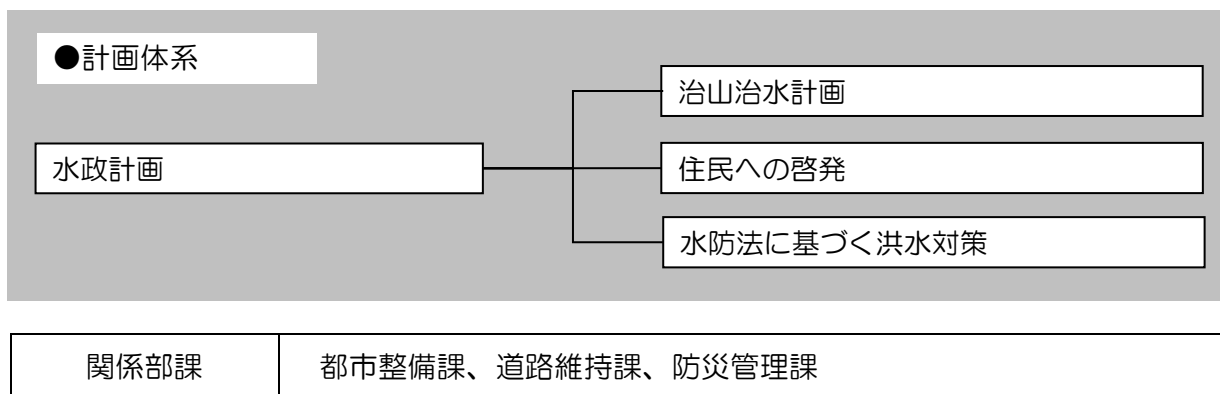 ●計画体系
治山治水計画
水政計画
住民への啓発
水防法に基づく洪水対策
関係部課
都市整備課、道路維持課、防災管理課